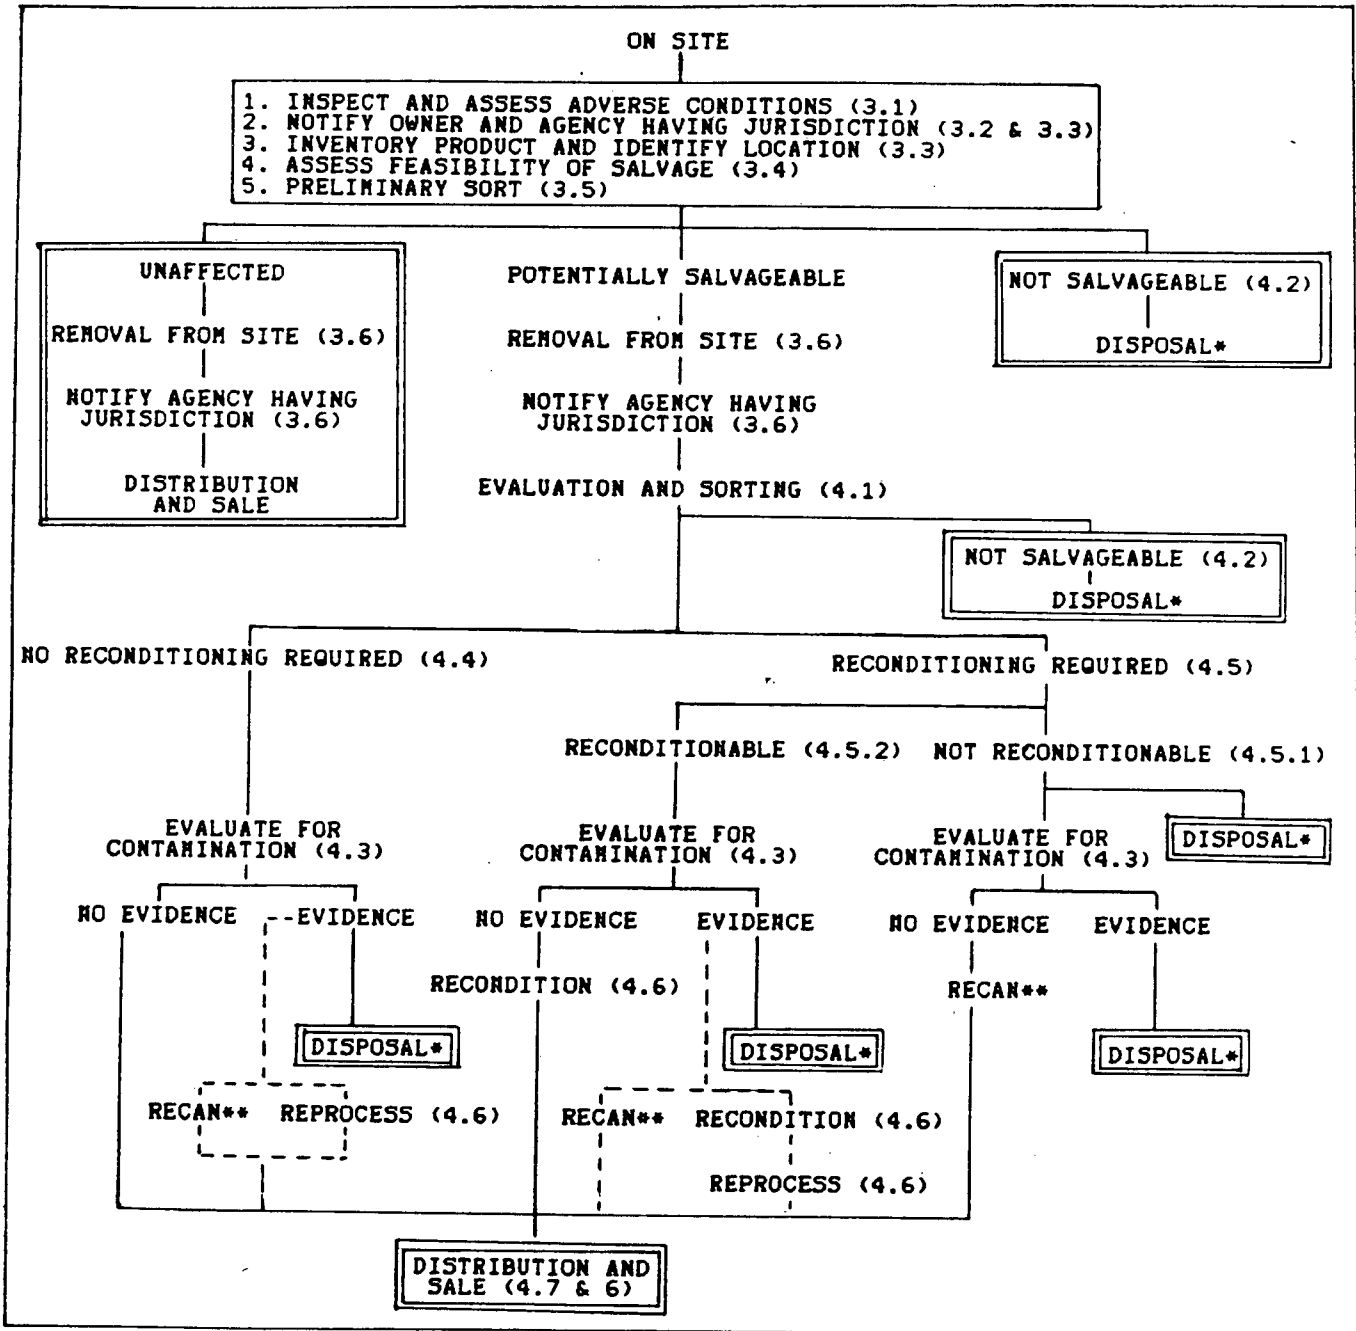 ON SITE
1. INSPECT AND ASSESS ADVERSE CONDITIONS (3.1)
2. NOTIFY OWNER AND AGENCY HAVING JURISDICTION (3.2 & 3.3)
3. INVENTORY PRODUCT AND IDENTIFY LOCATION (3.3)
4. ASSESS FEASIBILITY OF SALVAGE (3.4)
5. PRELIMINARY SORT (3.5)
UNAFFECTED
REMOVAL FROM SITE (3.6)
NOTIFY AGENCY HAVING
JURISDICTION (3.6)
DISTRIBUTION
AND SALE
POTENTIALLY SALVAGEABLE
REMOVAL FROM SITE (3.6)
NOTIFY AGENCY HAVING
JURISDICTION (3.6)
EVALUATION AND SORTING (4.1)
NOT SALVAGEABLE (4.2)
DISPOSAL*
NOT SALVAGEABLE (4.2)
DISPOSAL*
NO RECONDITIONING REQUIRED (4.4)
RECONDITIONING REQUIRED (4.5)
RECONDITIONABLE (4.5.2)
NOT RECONDITIONABLE (4.5.1)
EVALUATE FOR
CONTAMINATION (4.3)
EVALUATE FOR
CONTAMINATION (4.3)
EVALUATE FOR
CONTAMINATION (4.3)
DISPOSAL*
NO EVIDENCE
--EVIDENCE
NO EVIDENCE
EVIDENCE
NO EVIDENCE
EVIDENCE
RECONDITION (4.6)
RECAN**
DISPOSAL*
DISPOSAL*
DISPOSAL*
RECAN**
REPROCESS (4.6)
RECAN**
RECONDITION (4.6)
REPROCESS (4.6)
DISTRIBUTION AND
SALE (4.7 & 6)